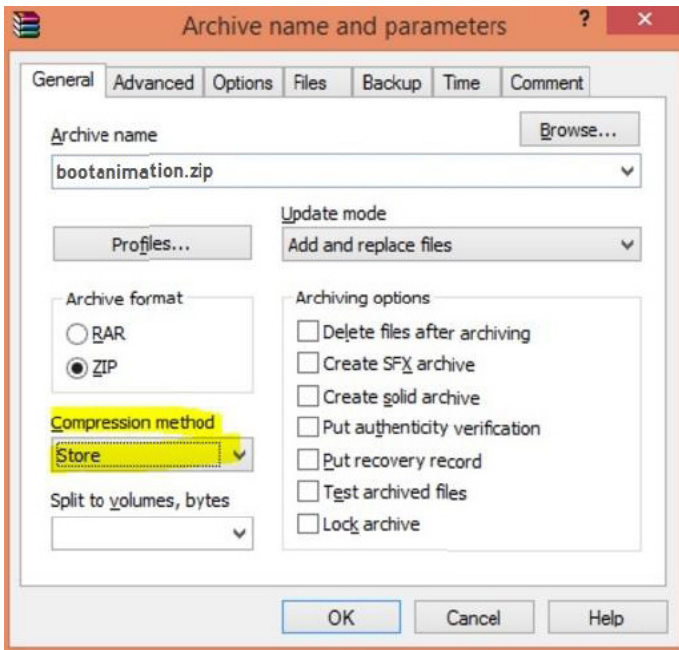 Archive name and parameters
? ×
General Advanced Options Files Backup Time Comment
Archive name
Browse...
bootanimation.zip
Profiles...
Update mode
Add and replace files
Archive format
RAR
ZIP
Compression method
Store
Split to volumes, bytes
Archiving options
Delete files after archiving
Create SFX archive
Create solid archive
Put authenticity verification
Put recovery record
Test archived files
Lock archive
OK Cancel Help